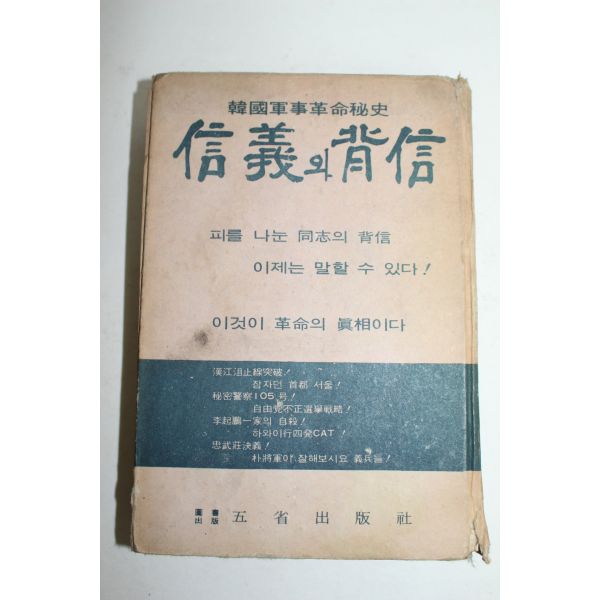 韓國軍事革命秘史
信義와 背信
피를 나눈 同志의 背信
이제는 말할 수 있다!
이것이 革命의 眞相이다
漢江沮止線突破!
잠자던 首都 서울!
秘密警察105号!
自由党不正選擧戦略!
李起鵬一家의 自殺!
하와이行四発CAT!
忠武莊決義!
朴將軍이 잘해보시요 義兵들!
圖書出版 五省出版社